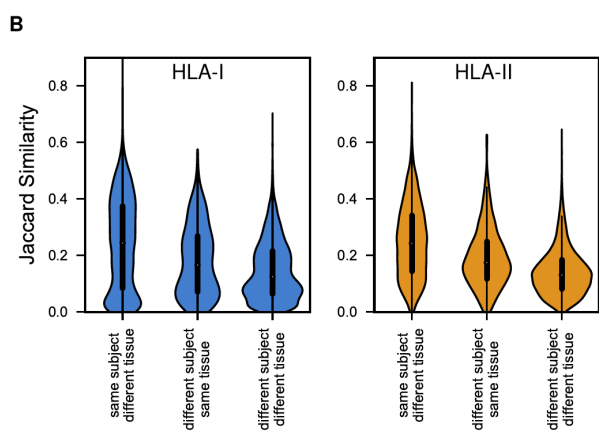 B
HLA-I
HLA-II
Jaccard Similarity
0.8
0.6
0.4
0.2
0.0
0.8
0.6
0.4
0.2
0.0
same subject
different tissue
different subject
same tissue
different subject
different tissue
same subject
different tissue
different subject
same tissue
different subject
different tissue